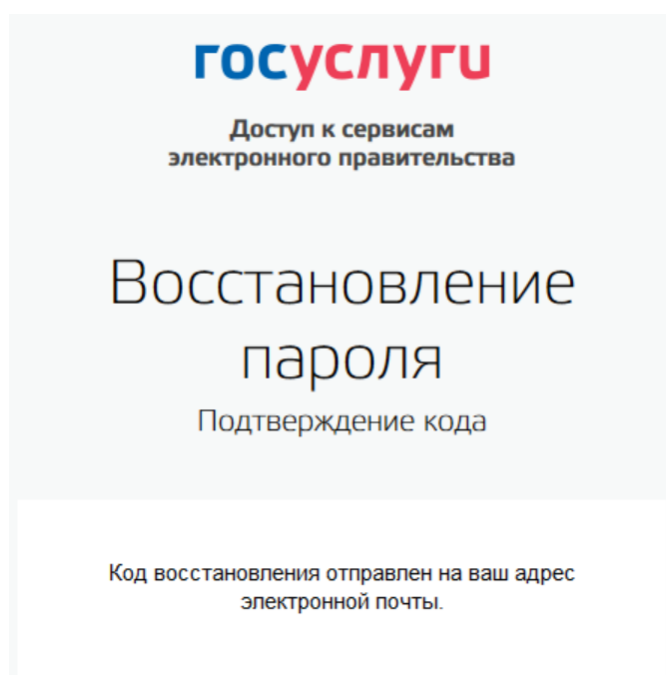 госуслуги
Доступ к сервисам
электронного правительства
Восстановление
пароля
Подтверждение кода
Код восстановления отправлен на ваш адрес
электронной почты.